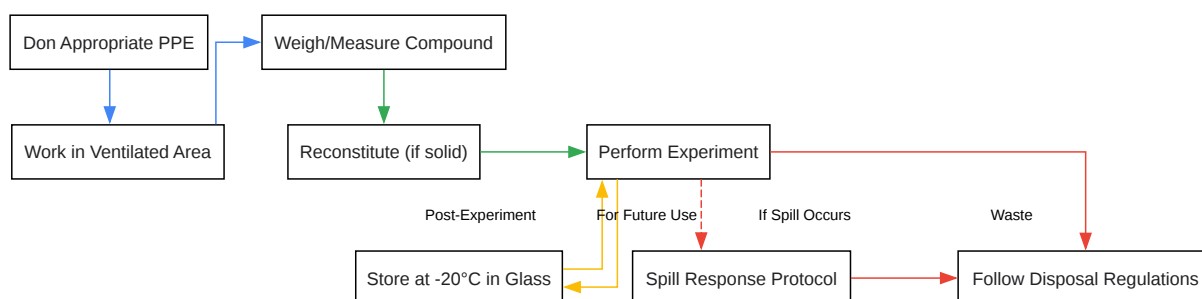 Don Appropriate PPE
Weigh/Measure Compound
Work in Ventilated Area
Reconstitute (if solid)
Perform Experiment
Post-Experiment
For Future Use
If Spill Occurs
Waste
Store at -20°C in Glass
Spill Response Protocol
Follow Disposal Regulations